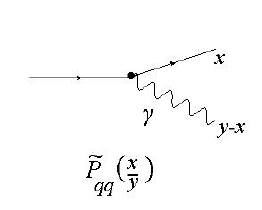 x
γ
y-x
P̃qq(x/y)